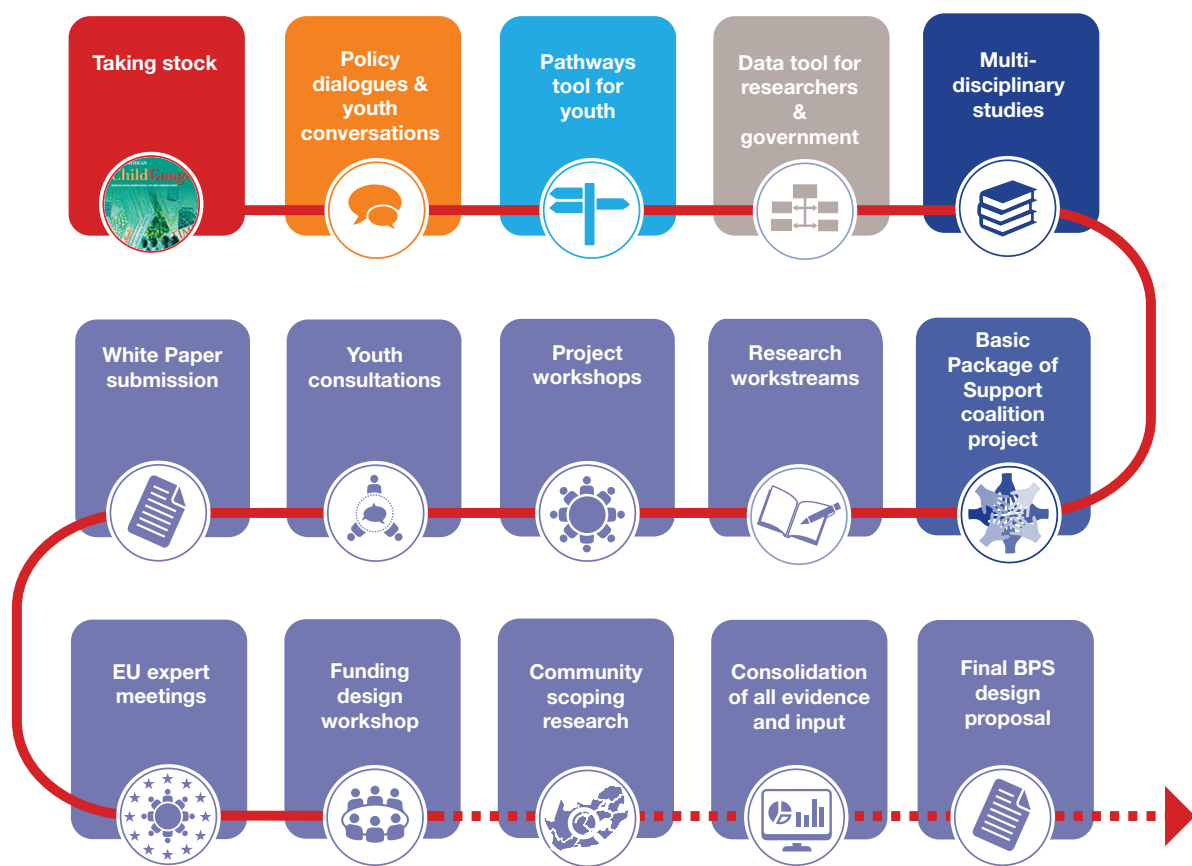 Taking stock
AFRICAN
ChildGauge
Policy
dialogues &
youth
conversations
Pathways
tool for
youth
Data tool for
researchers
&
government
Multi-
disciplinary
studies
White Paper
submission
Youth
consultations
Project
workshops
Research
workstreams
Basic
Package of
Support
coalition
project
EU expert
meetings
Funding
design
workshop
Community
scoping
research
Consolidation
of all evidence
and input
Final BPS
design
proposal